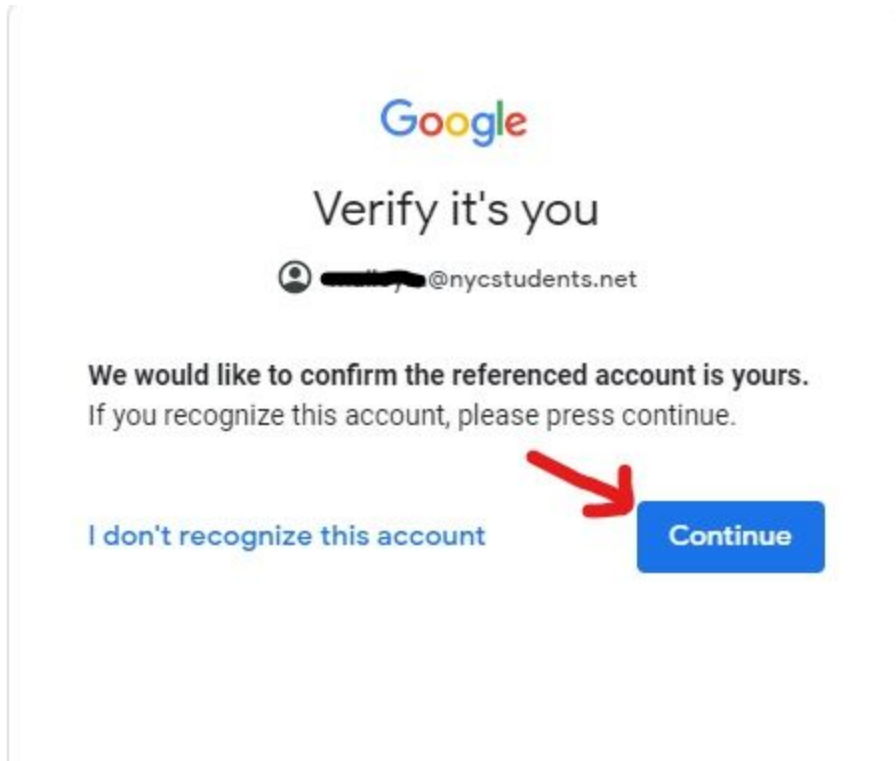 Google
Verify it's you
@nycstudents.net
We would like to confirm the referenced account is yours.
If you recognize this account, please press continue.
I don't recognize this account
Continue